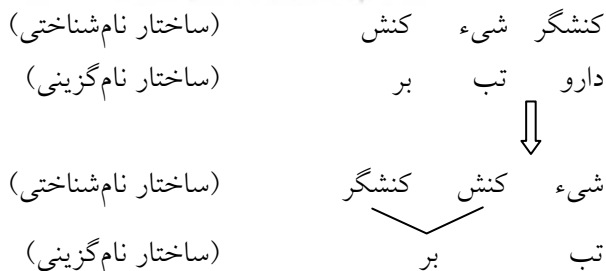 کنشگر شیء کنش (ساختار نام‌شناختی)
دارو تب بر (ساختار نام‌گزینی)
شیء کنش کنشگر (ساختار نام‌شناختی)
تب بر (ساختار نام‌گزینی)